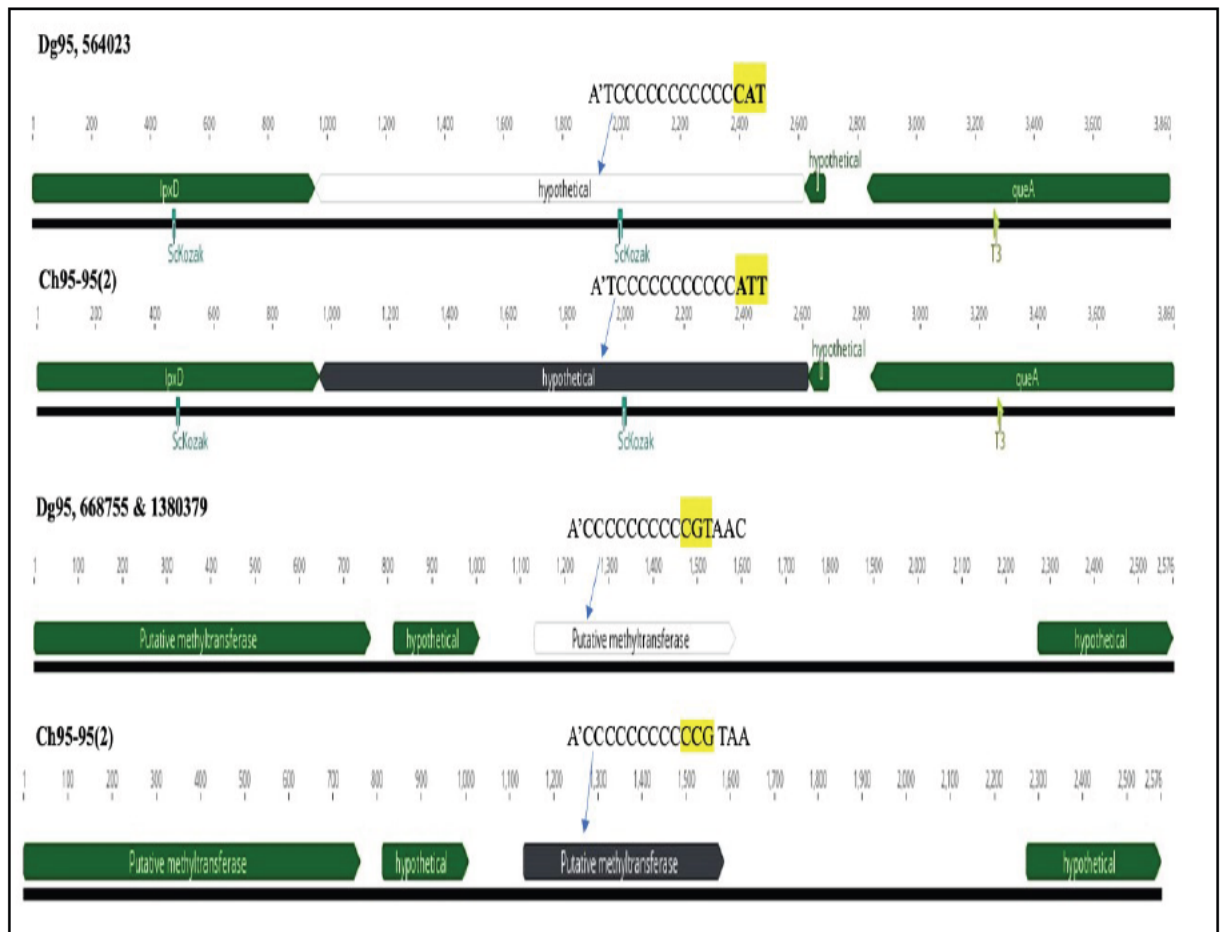 Dg95, 564023
A’TCCCCCCCCCCCCAT
1 200 400 600 800 1,000 1,200 1,400 1,600 1,800 2,000 2,200 2,400 2,600 2,800 3,000 3,200 3,400 3,600 3,860
hypothetical
lpxD hypothetical queA
ScKozak ScKozak T3
Ch95-95(2)
A’TCCCCCCCCCCCATT
1 200 400 600 800 1,000 1,200 1,400 1,600 1,800 2,000 2,200 2,400 2,600 2,800 3,000 3,200 3,400 3,600 3,860
hypothetical
lpxD hypothetical queA
ScKozak ScKozak T3
Dg95, 668755 & 1380379
A’CCCCCCCCCCGTAAC
1 100 200 300 400 500 600 700 800 900 1,000 1,100 1,200 1,300 1,400 1,500 1,600 1,700 1,800 1,900 2,000 2,100 2,200 2,300 2,400 2,500 2,576
Putative methyltransferase hypothetical Putative methyltransferase hypothetical
Ch95-95(2)
A’CCCCCCCCCCCG TAA
1 100 200 300 400 500 600 700 800 900 1,000 1,100 1,200 1,300 1,400 1,500 1,600 1,700 1,800 1,900 2,000 2,100 2,200 2,300 2,400 2,500 2,576
Putative methyltransferase hypothetical Putative methyltransferase hypothetical